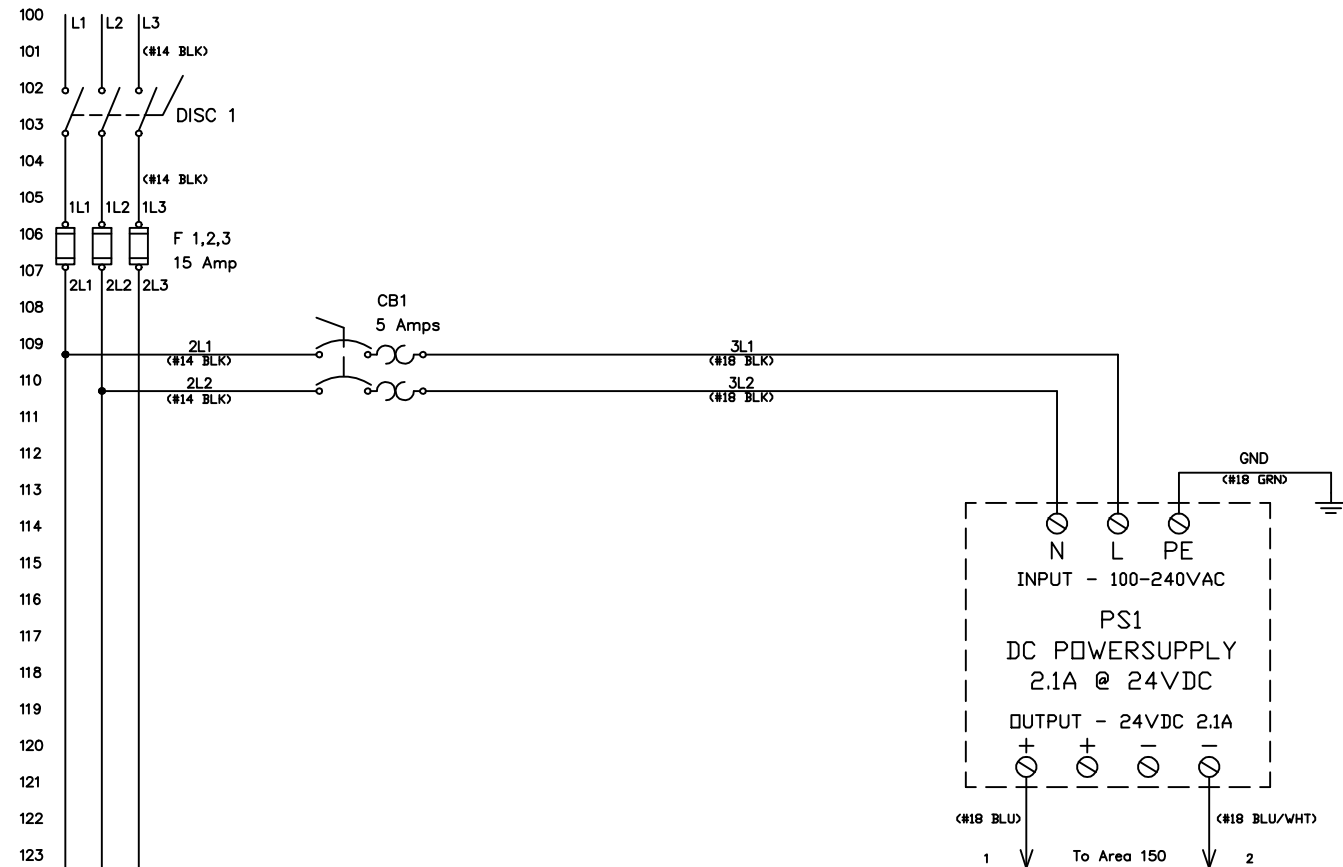 100 L1 L2 L3
101 (#14 BLK)
102
103 DISC 1
104
(#14 BLK)
105
1L1 1L2 1L3
106 F 1,2,3
15 Amp
107
2L1 2L2 2L3
108 CB1
5 Amps
109 2L1 3L1
(#14 BLK) (#18 BLK)
110 2L2 3L2
(#14 BLK) (#18 BLK)
111
112 GND
(#18 GRN)
113
114
N L PE
115
INPUT - 100-240VAC
116
PS1
117
DC POWERSUPPLY
118 2.1A @ 24VDC
119
OUTPUT - 24VDC 2.1A
120 + + - -
121
122 (#18 BLU) (#18 BLU/WHT)
123 1 To Area 150 2